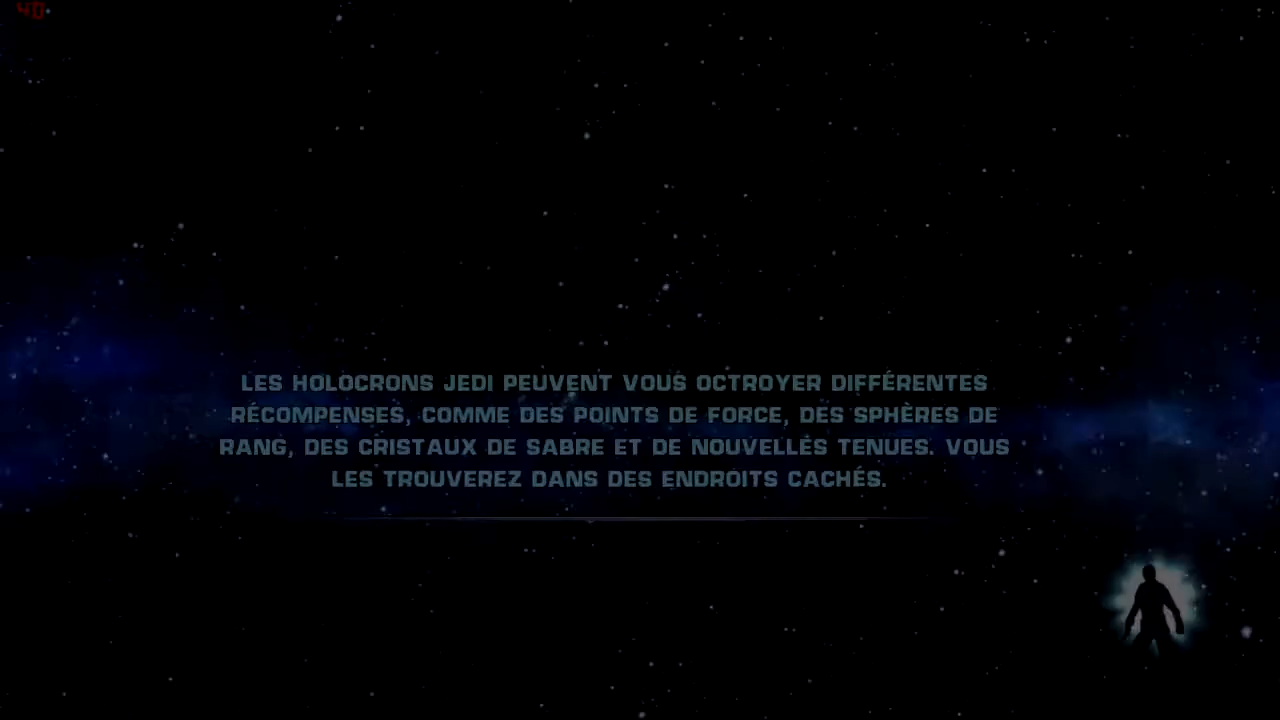 LES HOLOCRONS JEDI PEUVENT VOUS OCTROYER DIFFÉRENTES
RÉCOMPENSES, COMME DES POINTS DE FORCE, DES SPHÈRES DE
RANG, DES CRISTAUX DE SABRE ET DE NOUVELLES TENUES. VOUS
LES TROUVEREZ DANS DES ENDROITS CACHÉS.